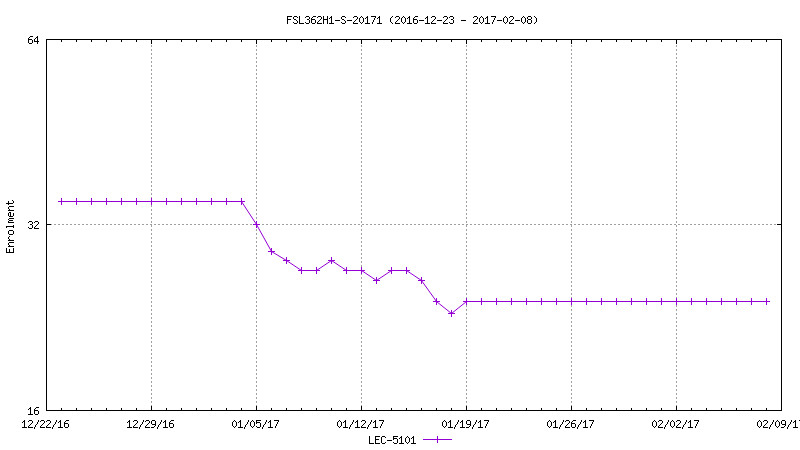 FSL362H1-S-20171 (2016-12-23 - 2017-02-08)
64
32
16
Enrolment
12/22/16 12/29/16 01/05/17 01/12/17 01/19/17 01/26/17 02/02/17 02/09/1
LEC-5101